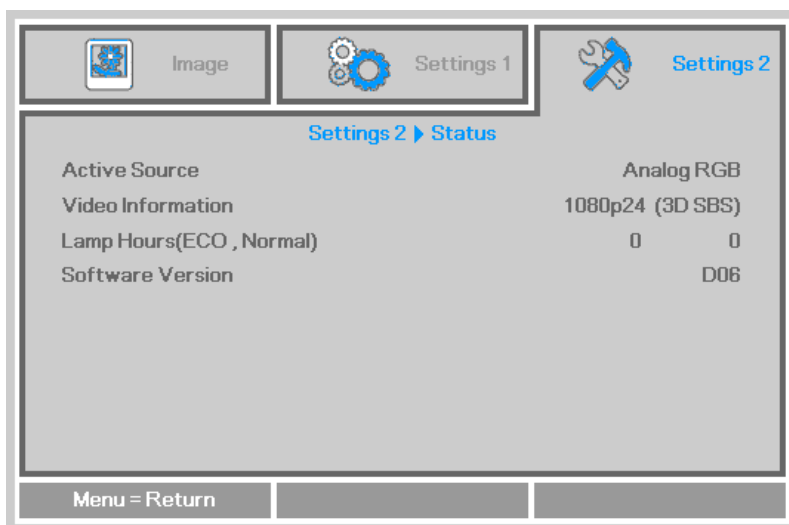 Image Settings 1 Settings 2
Settings 2 Status
Active Source Analog RGB
Video Information 1080p24 (3D SBS)
Lamp Hours(ECO , Normal) 0 0
Software Version D06
Menu = Return